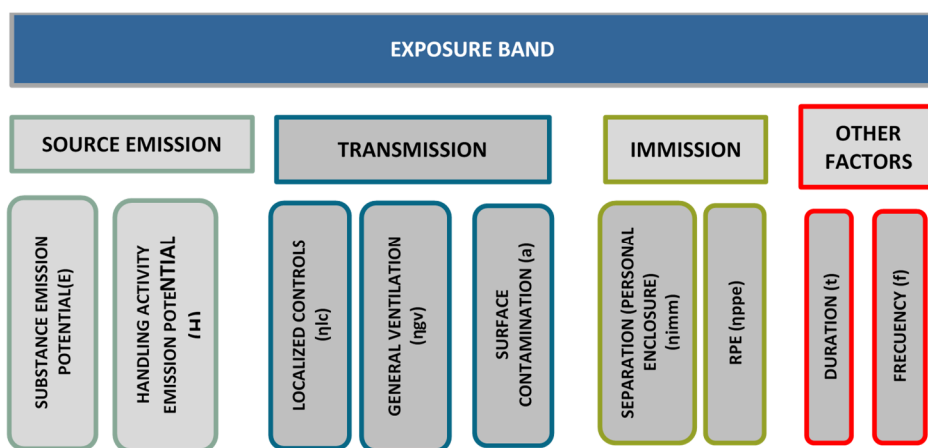 EXPOSURE BAND
SOURCE EMISSION
TRANSMISSION
IMMISSION
OTHER
FACTORS
SUBSTANCE EMISSION
POTENTIAL(E)
HANDLING ACTIVITY
EMISSION POTENTIAL
(H)
LOCALIZED CONTROLS
(ηlc)
GENERAL VENTILATION
(ηgv)
SURFACE
CONTAMINATION (a)
SEPARATION (PERSONAL
ENCLOSURE)
(ηimm)
RPE (ηppe)
DURATION (t)
FRECUENCY (f)